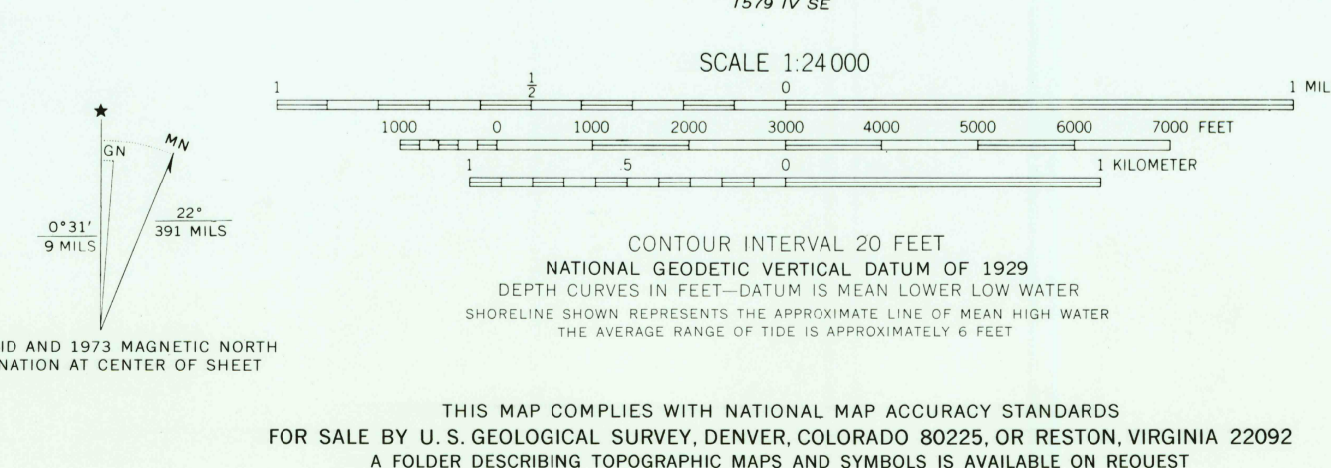 1579 IV SE
SCALE 1:24 000
1 1/2 0 1
1000 0 1000 2000 3000 4000 5000 6000 7000 FEET
1 .5 0 1 KILOMETER
GN
MN
0°31'
9 MILS
22°
391 MILS
CONTOUR INTERVAL 20 FEET
NATIONAL GEODETIC VERTICAL DATUM OF 1929
DEPTH CURVES IN FEET—DATUM IS MEAN LOWER LOW WATER
SHORELINE SHOWN REPRESENTS THE APPROXIMATE LINE OF MEAN HIGH WATER
THE AVERAGE RANGE OF TIDE IS APPROXIMATELY 6 FEET
AND 1973 MAGNETIC NORTH
AT CENTER OF SHEET
THIS MAP COMPLIES WITH NATIONAL MAP ACCURACY STANDARDS
FOR SALE BY U. S. GEOLOGICAL SURVEY, DENVER, COLORADO 80225, OR RESTON, VIRGINIA 22092
A FOLDER DESCRIBING TOPOGRAPHIC MAPS AND SYMBOLS IS AVAILABLE ON REQUEST